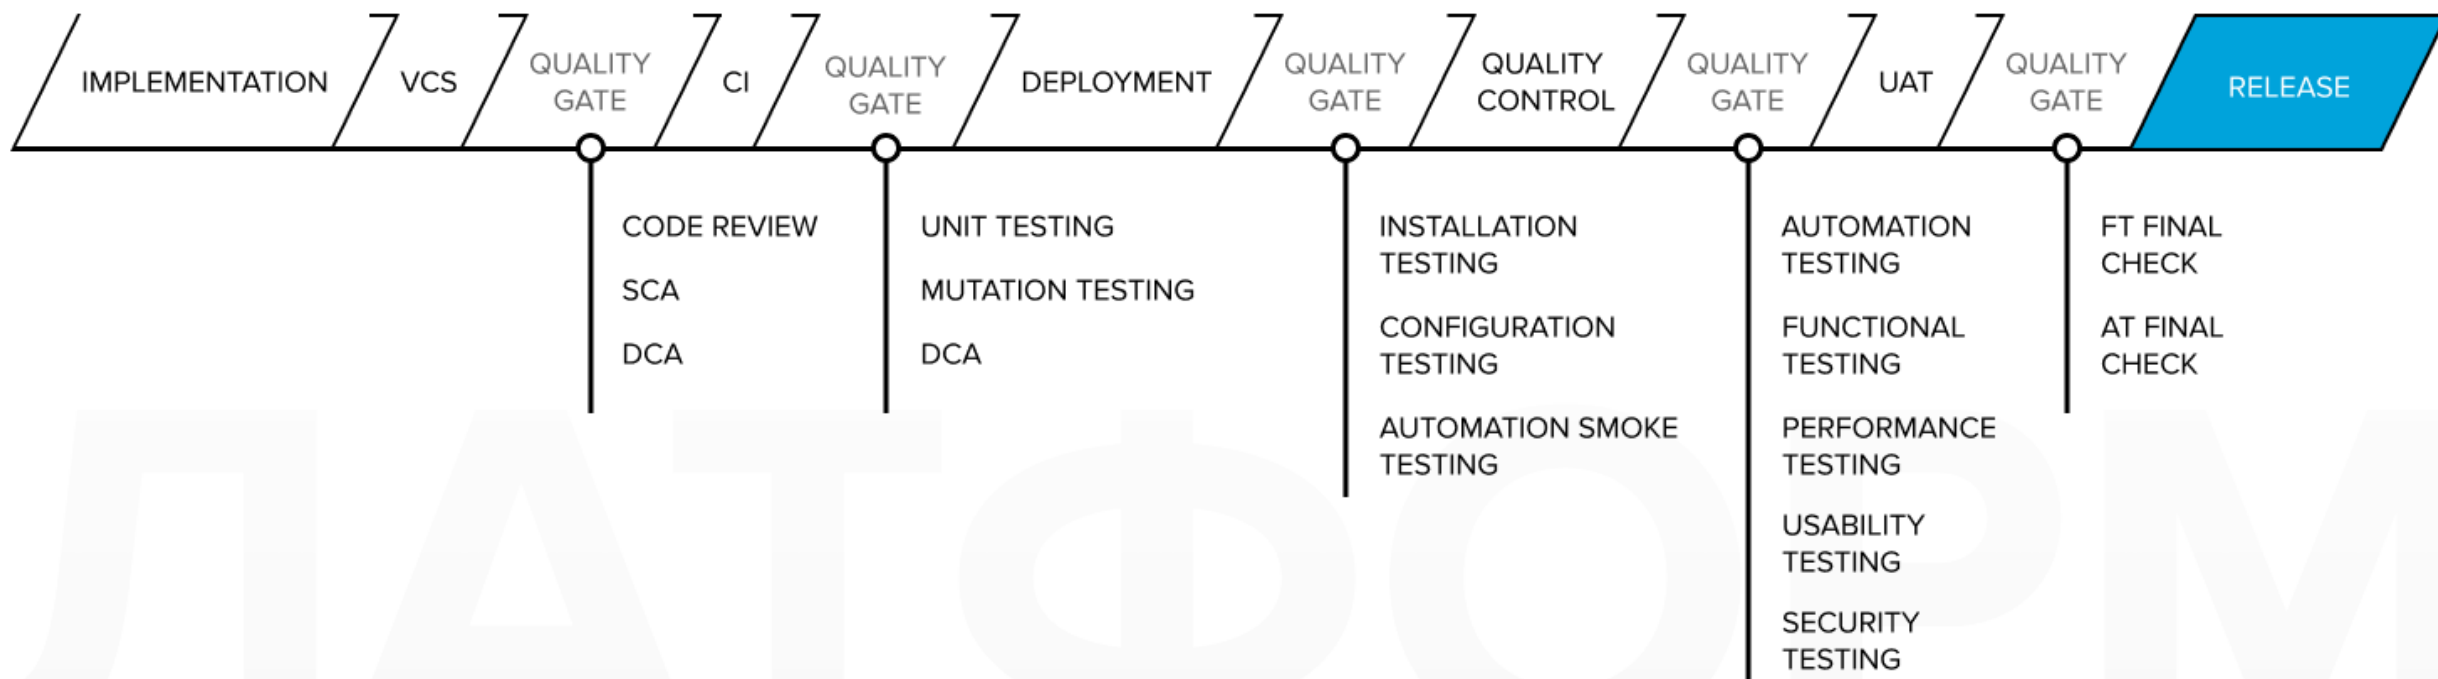 IMPLEMENTATION
VCS
QUALITY
GATE
CI
QUALITY
GATE
DEPLOYMENT
QUALITY
GATE
QUALITY
CONTROL
QUALITY
GATE
UAT
QUALITY
GATE
RELEASE
CODE REVIEW
SCA
DCA
UNIT TESTING
MUTATION TESTING
DCA
INSTALLATION
TESTING
CONFIGURATION
TESTING
AUTOMATION SMOKE
TESTING
AUTOMATION
TESTING
FUNCTIONAL
TESTING
PERFORMANCE
TESTING
USABILITY
TESTING
SECURITY
TESTING
FT FINAL
CHECK
AT FINAL
CHECK
ЛАТФОРМ